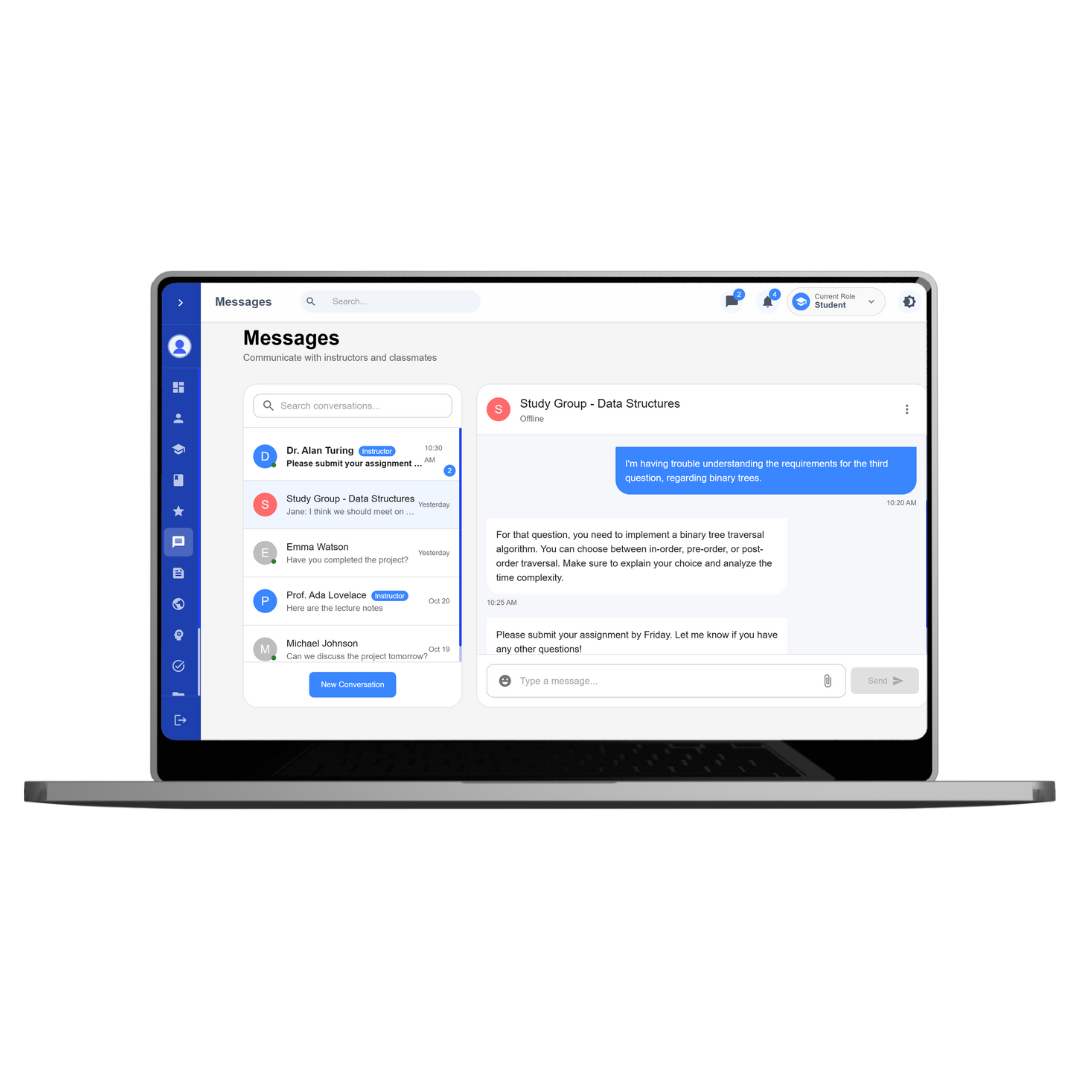 Messages
Search...
2
4
Current Role
Student
Messages
Communicate with instructors and classmates
Search conversations...
D
Dr. Alan Turing
Instructor
10:30
AM
Please submit your assignment ...
2
S
Study Group - Data Structures
Yesterday
Jane: I think we should meet on ...
E
Emma Watson
Yesterday
Have you completed the project?
P
Prof. Ada Lovelace
Instructor
Oct 20
Here are the lecture notes
M
Michael Johnson
Oct 19
Can we discuss the project tomorrow?
New Conversation
S
Study Group - Data Structures
Offline
I'm having trouble understanding the requirements for the third
question, regarding binary trees.
10:20 AM
For that question, you need to implement a binary tree traversal
algorithm. You can choose between in-order, pre-order, or post-
order traversal. Make sure to explain your choice and analyze the
time complexity.
10:25 AM
Please submit your assignment by Friday. Let me know if you have
any other questions!
Type a message...
Send